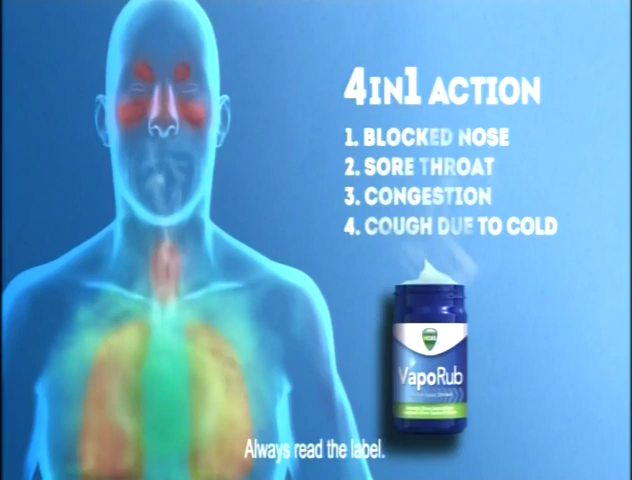 4IN1 ACTION
1. BLOCKED NOSE
2. SORE THROAT
3. CONGESTION
4. COUGH DUE TO COLD
VICKS
VapoRub
Always read the label.